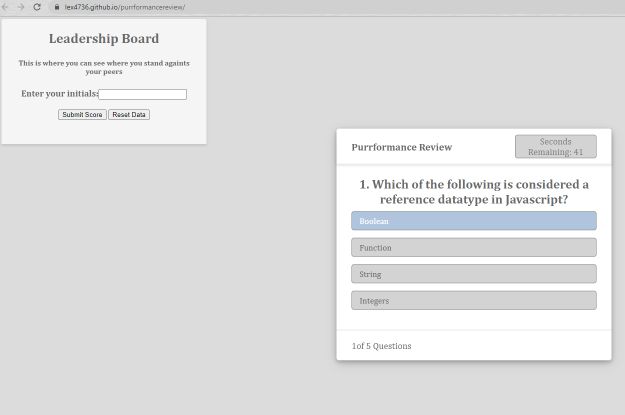 lex4736.github.io/purrformancereview/
Leadership Board
This is where you can see where you stand againts
your peers
Enter your initials:
Submit Score Reset Data
Purrformance Review
Seconds
Remaining: 41
1. Which of the following is considered a
reference datatype in Javascript?
Boolean
Function
String
Integers
1of 5 Questions